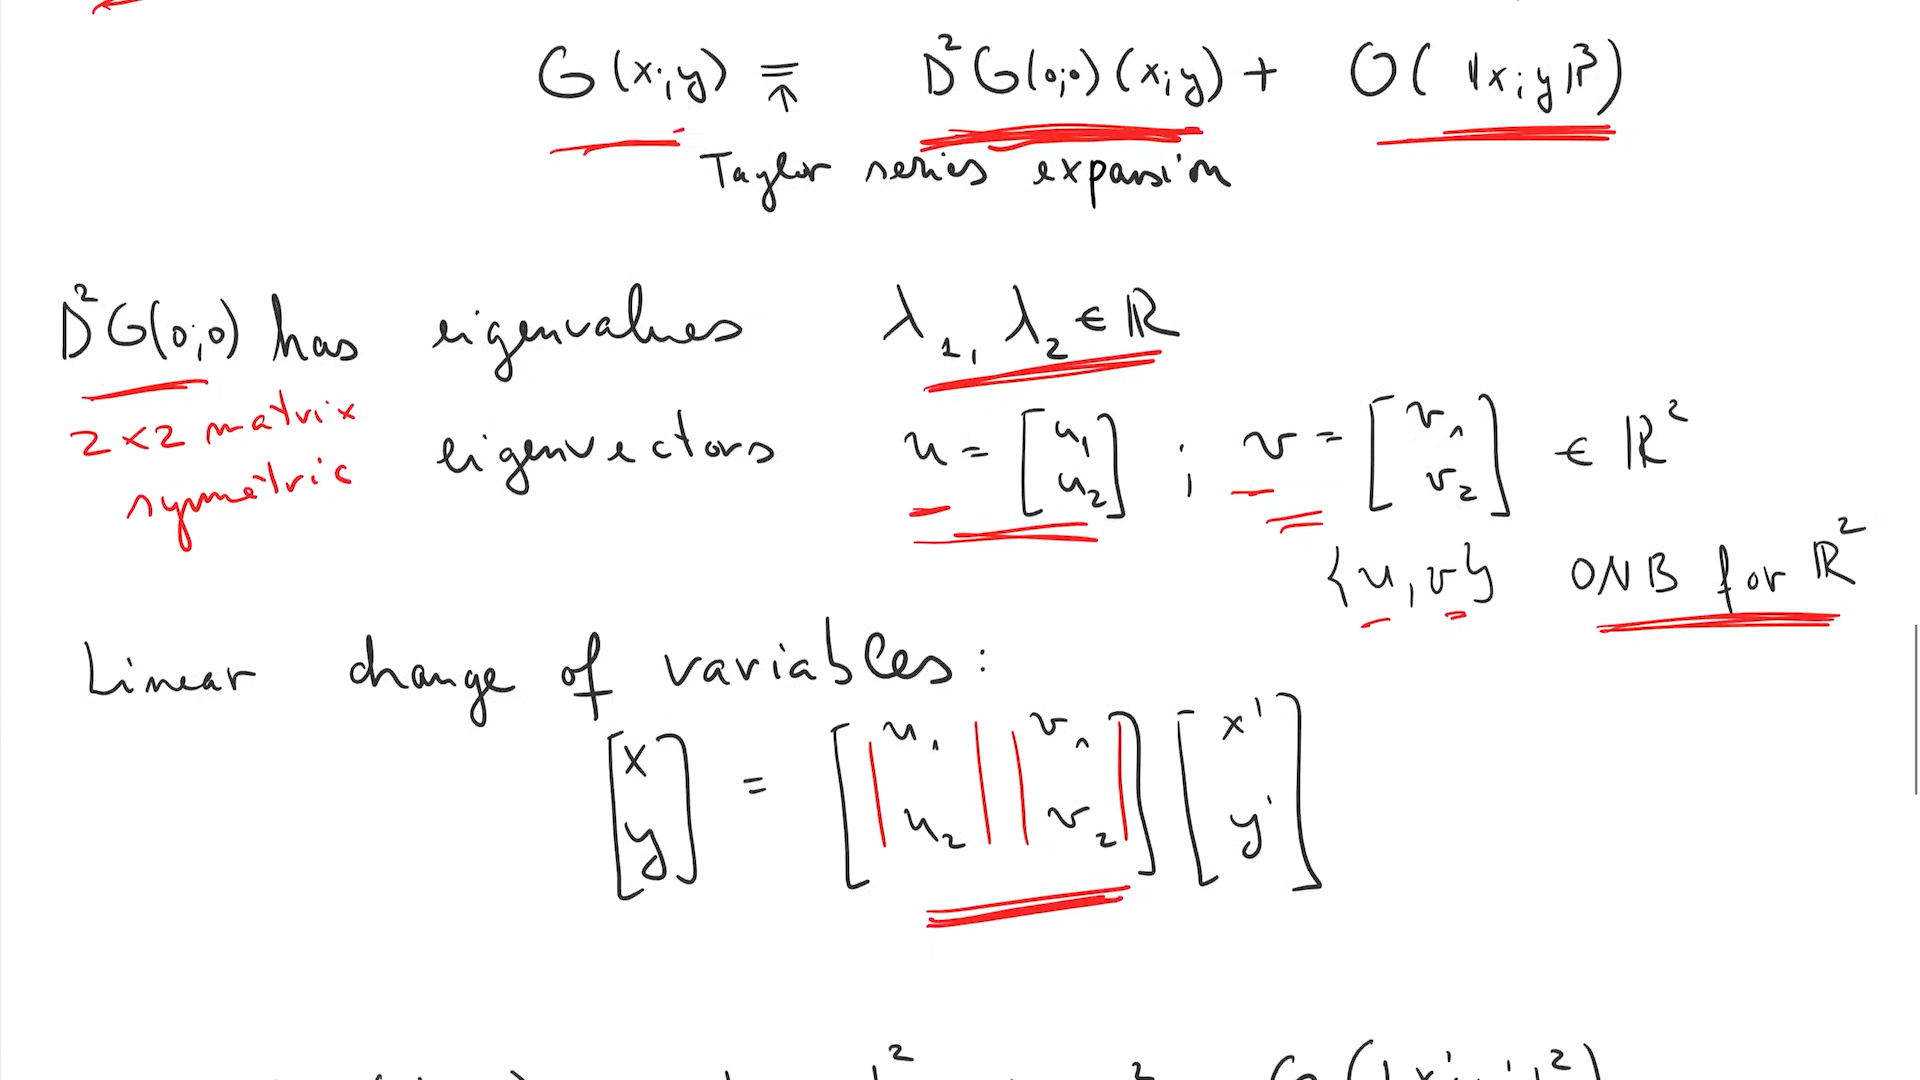 G(x;y) = D²G(0;0)(x;y) + O(‖x;y‖³)
↑
Taylor series expansion
D²G(0;0) has eigenvalues λ₁, λ₂ ∈ ℝ
2×2 matrix
symmetric
eigenvectors u = [u₁ u₂] ; v = [v₁ v₂] ∈ ℝ²
{u,v} ONB for ℝ²
Linear change of variables:
[x y] = [u₁ v₁ u₂ v₂] [x' y']